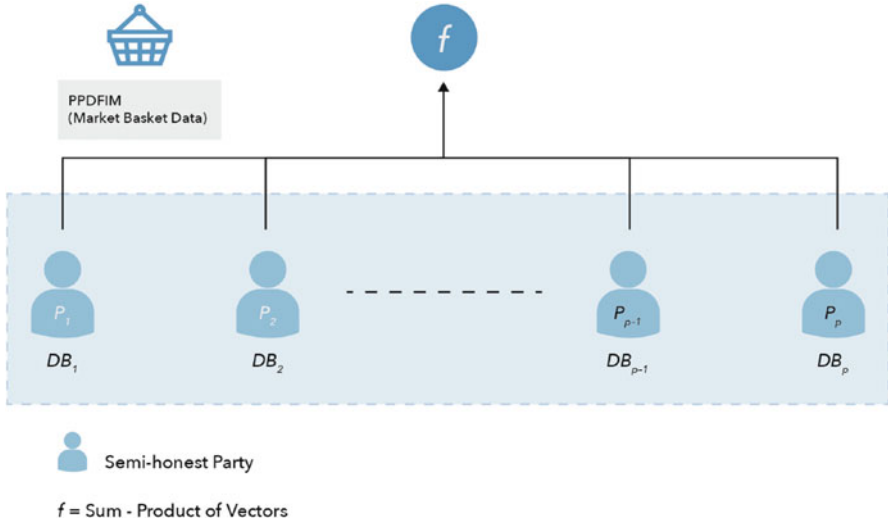 f
PPDFIM
(Market Basket Data)
P₁ P₂ Pₚ₋₁ Pₚ
DB₁ DB₂ DBₚ₋₁ DBₚ
Semi-honest Party
f = Sum - Product of Vectors